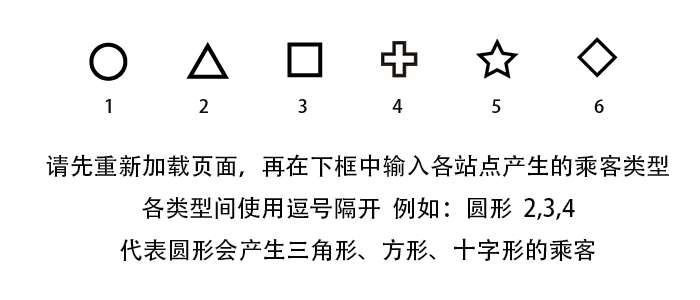 1 2 3 4 5 6
请先重新加载页面，再在下框中输入各站点产生的乘客类型
各类型间使用逗号隔开 例如：圆形 2,3,4
代表圆形会产生三角形、方形、十字形的乘客